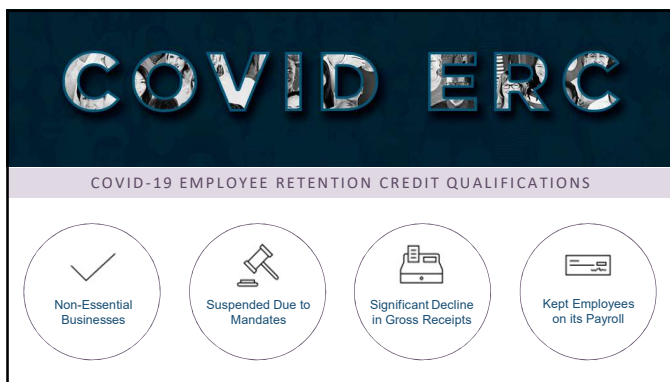 COVID ERC
COVID-19 EMPLOYEE RETENTION CREDIT QUALIFICATIONS
Non-Essential
Businesses
Suspended Due to
Mandates
Significant Decline
in Gross Receipts
Kept Employees
on its Payroll